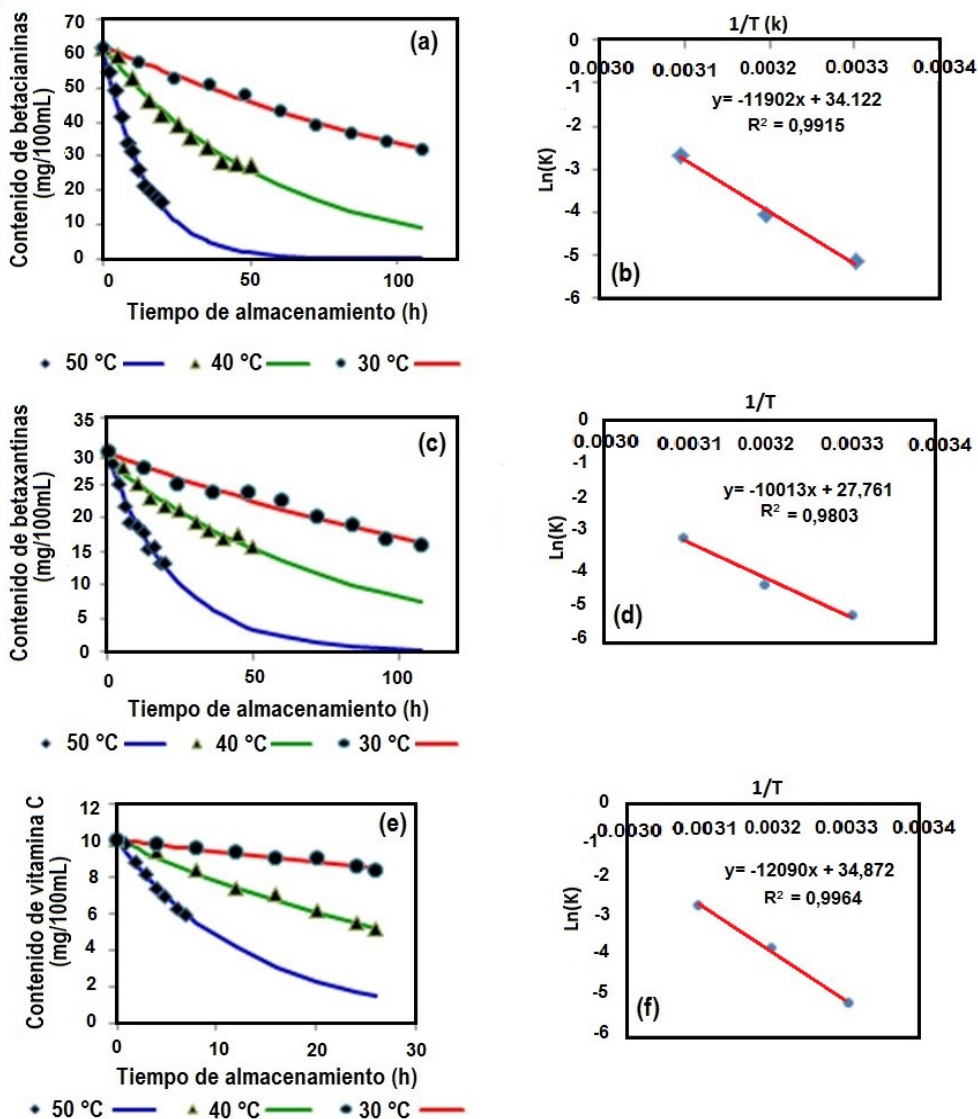 Contenido de betacianinas
(mg/100mL)
70
60
50
40
30
20
10
0
(a)
0
50
100
Tiempo de almacenamiento (h)
50 °C
40 °C
30 °C
1/T (k)
0
-1
-2
-3
-4
-5
-6
0.0030
0.0031
0.0032
0.0033
0.0034
y= -11902x + 34.122
R² = 0,9915
Ln(K)
(b)
Contenido de betaxantinas
(mg/100mL)
35
30
25
20
15
10
5
0
(c)
0
50
100
Tiempo de almacenamiento (h)
50 °C
40 °C
30 °C
1/T
0
-1
-2
-3
-4
-5
-6
0.0030
0.0031
0.0032
0.0033
0.0034
y= -10013x + 27,761
R² = 0,9803
Ln(K)
(d)
Contenido de vitamina C
(mg/100mL)
12
10
8
6
4
2
0
(e)
0
10
20
30
Tiempo de almacenamiento (h)
50 °C
40 °C
30 °C
1/T
0
-1
-2
-3
-4
-5
-6
0.0030
0.0031
0.0032
0.0033
0.0034
y= -12090x + 34,872
R² = 0,9964
Ln(K)
(f)